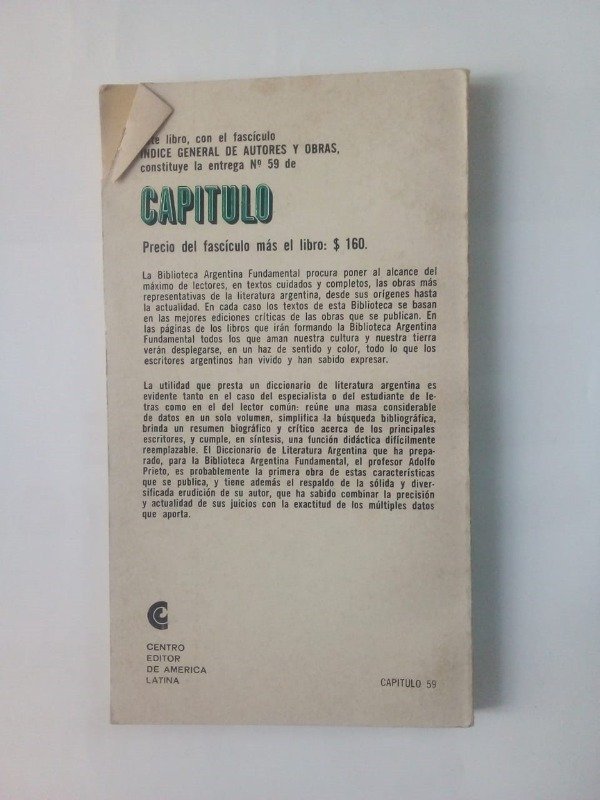 te libro, con el fascículo
INDICE GENERAL DE AUTORES Y OBRAS,
constituye la entrega Nº 59 de
CAPITULO
Precio del fascículo más el libro: $ 160.
La Biblioteca Argentina Fundamental procura poner al alcance del
máximo de lectores, en textos cuidados y completos, las obras más
representativas de la literatura argentina, desde sus orígenes hasta
la actualidad. En cada caso los textos de esta Biblioteca se basan
en las mejores ediciones críticas de las obras que se publican. En
las páginas de los libros que irán formando la Biblioteca Argentina
Fundamental todos los que aman nuestra cultura y nuestra tierra
verán desplegarse, en un haz de sentido y color, todo lo que los
escritores argentinos han vivido y han sabido expresar.
La utilidad que presta un diccionario de literatura argentina es
evidente tanto en el caso del especialista o del estudiante de le-
tras como en el del lector común: reúne una masa considerable
de datos en un solo volumen, simplifica la búsqueda bibliográfica,
brinda un resumen biográfico y crítico acerca de los principales
escritores, y cumple, en síntesis, una función didáctica difícilmente
reemplazable. El Diccionario de Literatura Argentina que ha prepa-
rado, para la Biblioteca Argentina Fundamental, el profesor Adolfo
Prieto, es probablemente la primera obra de estas características
que se publica, y tiene además el respaldo de la sólida y diver-
sificada erudición de su autor, que ha sabido combinar la precisión
y actualidad de sus juicios con la exactitud de los múltiples datos
que aporta.
CENTRO
EDITOR
DE AMERICA
LATINA
CAPITULO 59